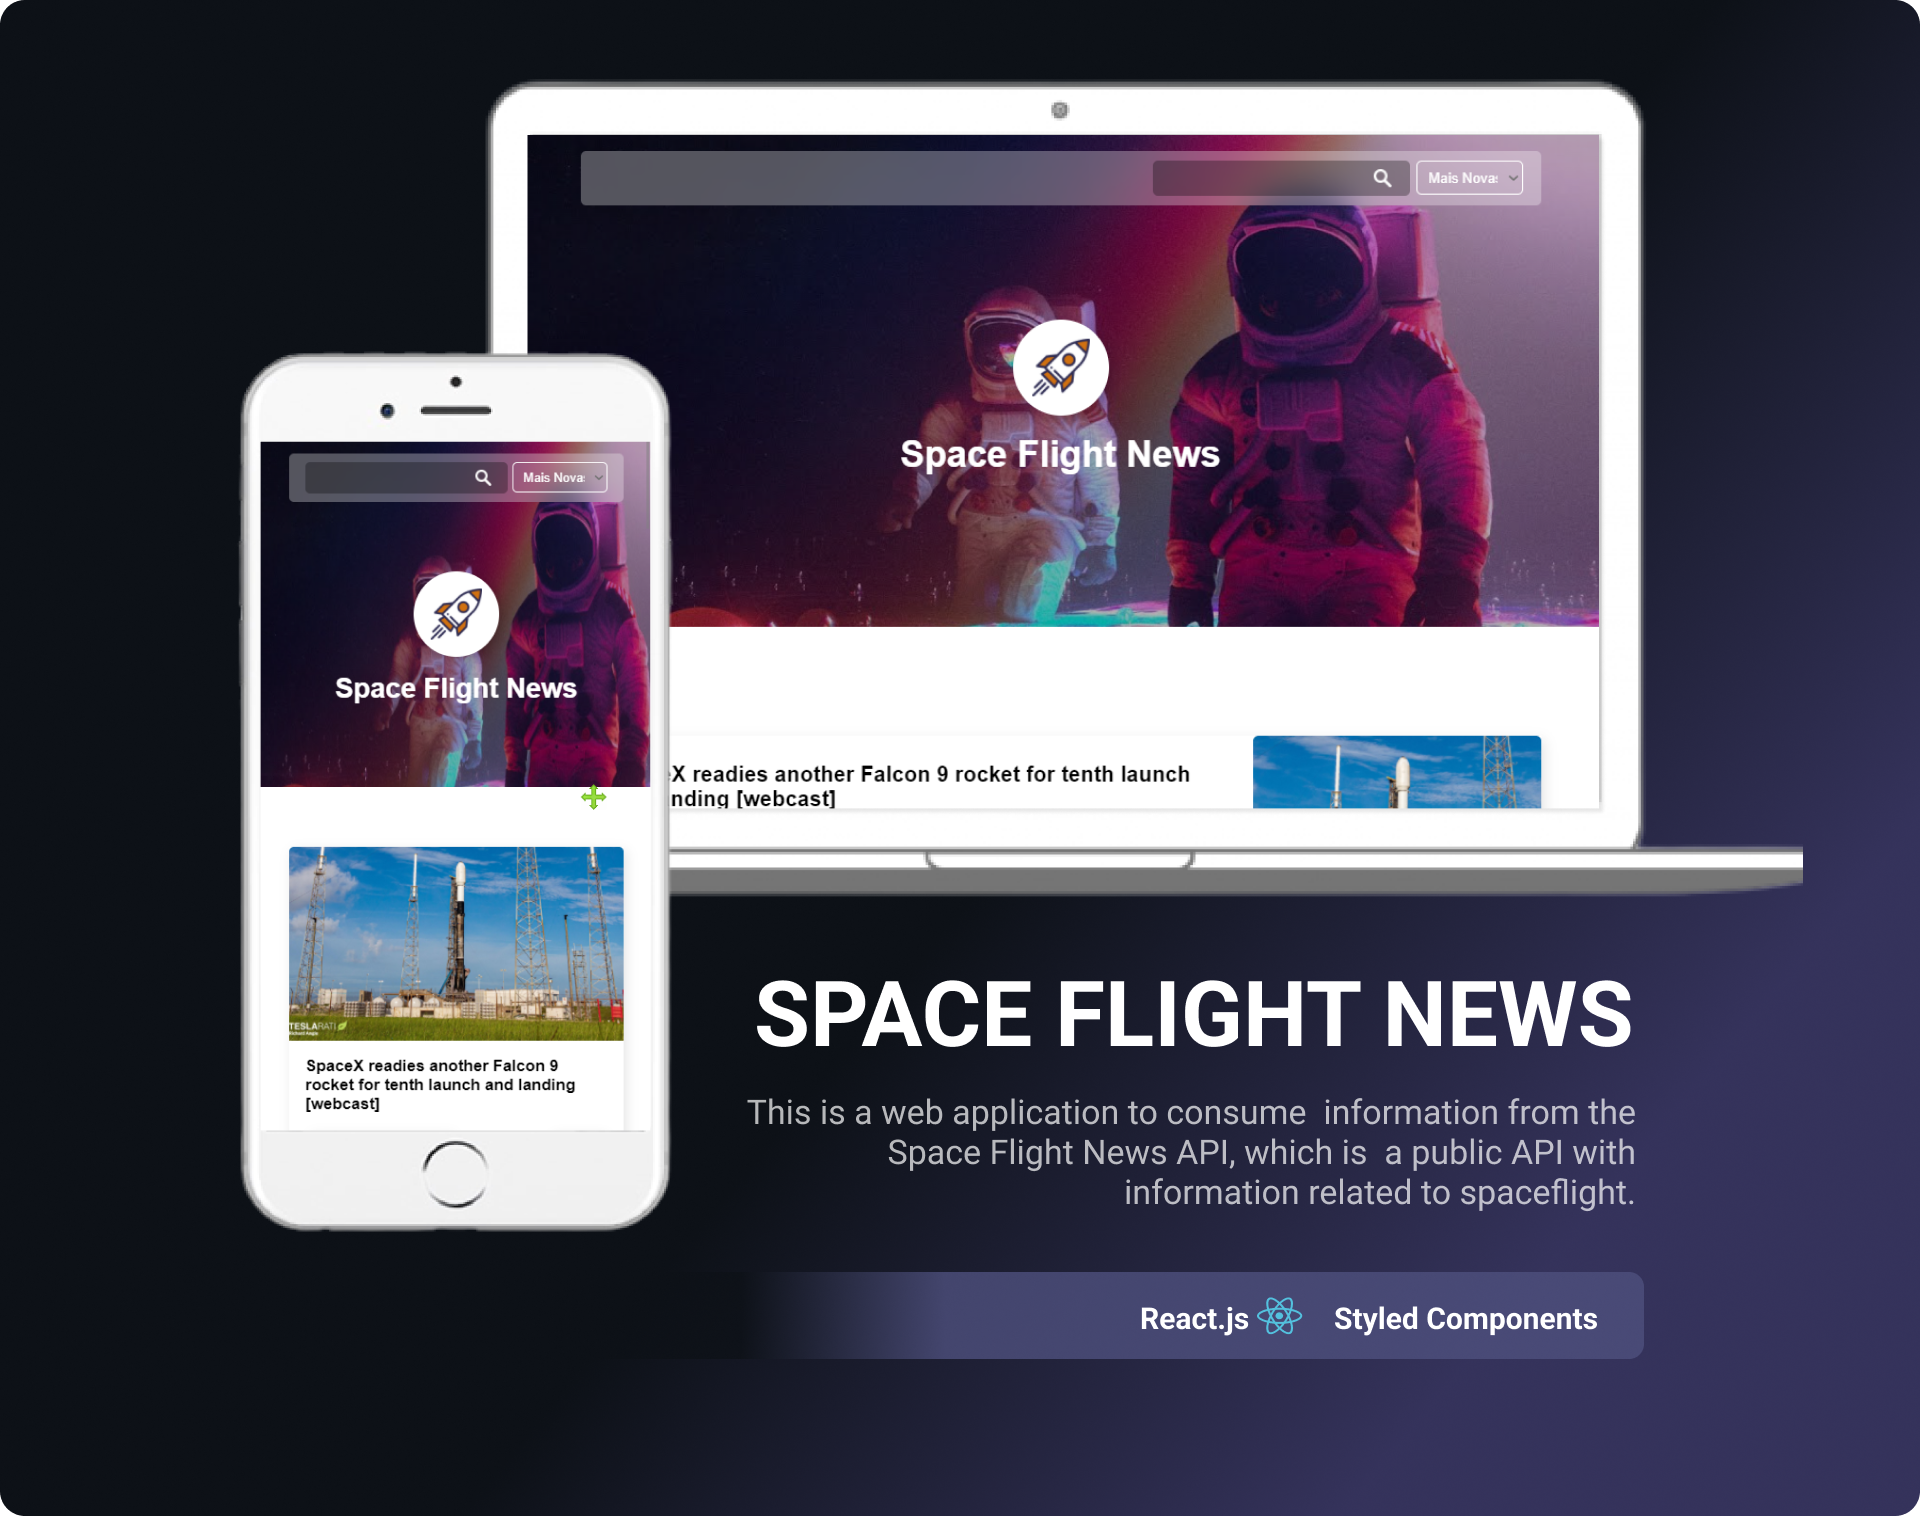 Mais Novas
Space Flight News
X readies another Falcon 9 rocket for tenth launch
nding [webcast]
Mais Novas
Space Flight News
TESLARATI
SpaceX readies another Falcon 9
rocket for tenth launch and landing
[webcast]
SPACE FLIGHT NEWS
This is a web application to consume information from the
Space Flight News API, which is a public API with
information related to spaceflight.
React.js Styled Components